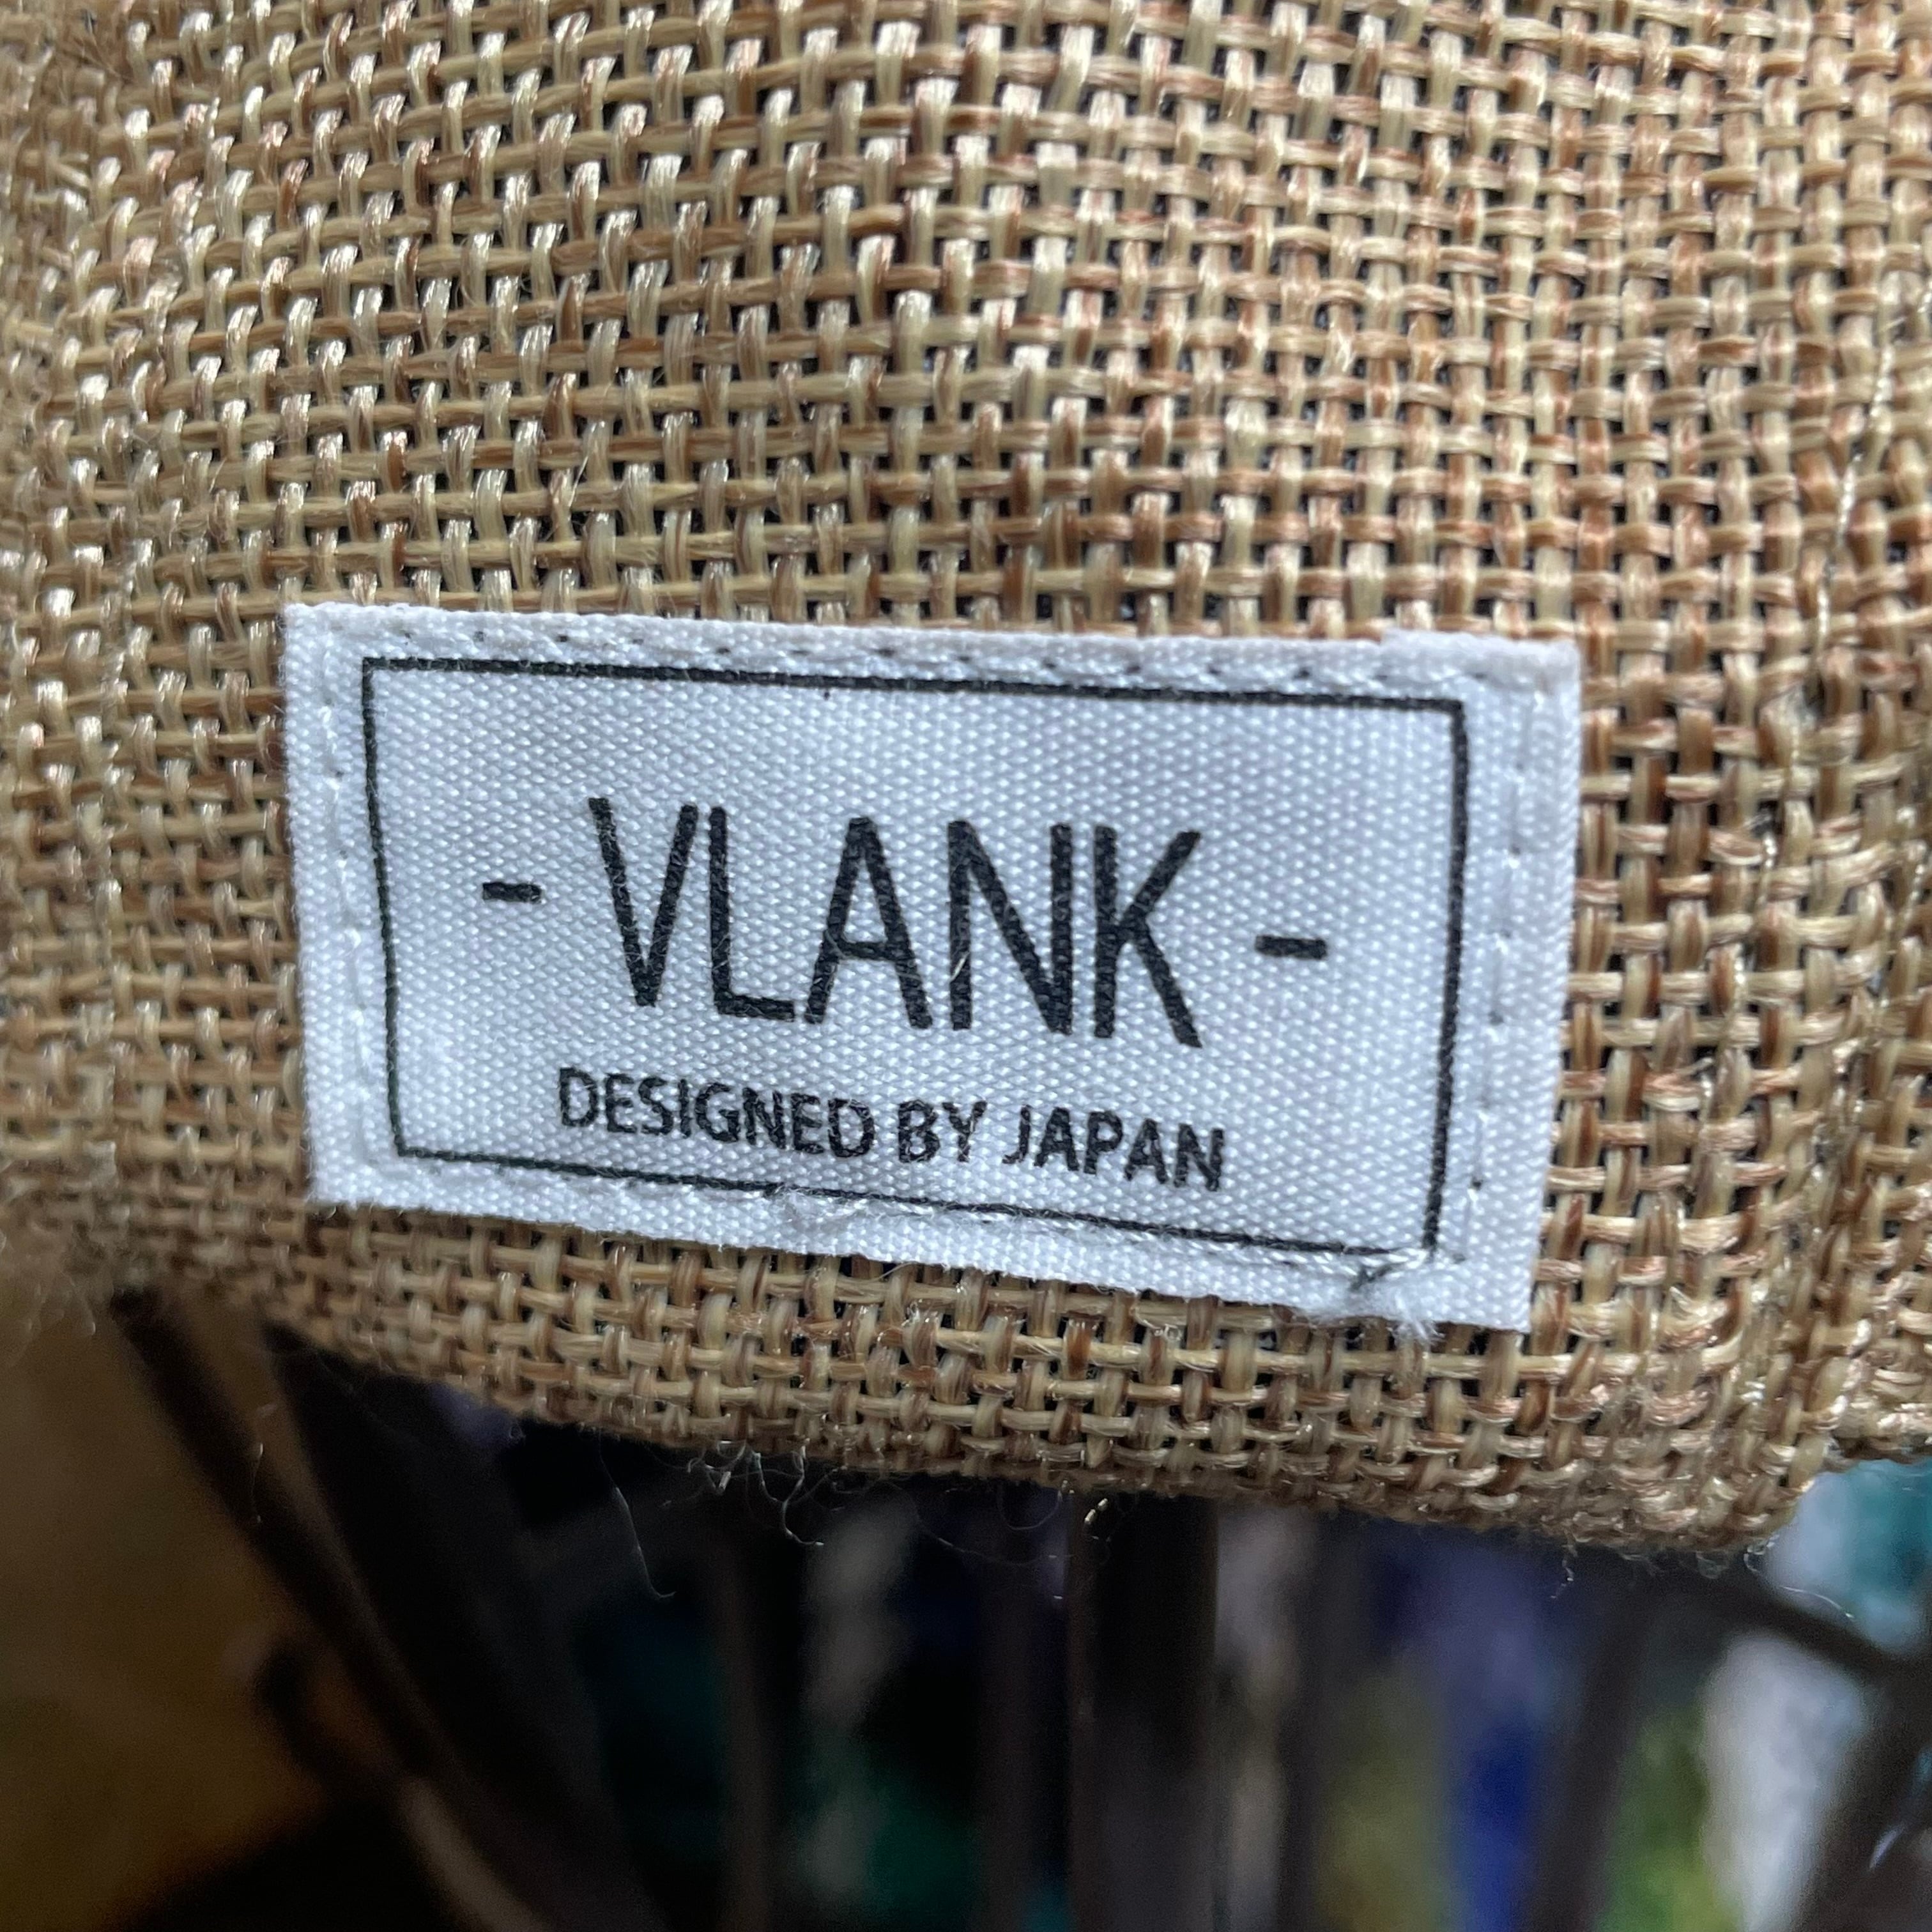 - VLANK -
DESIGNED BY JAPAN